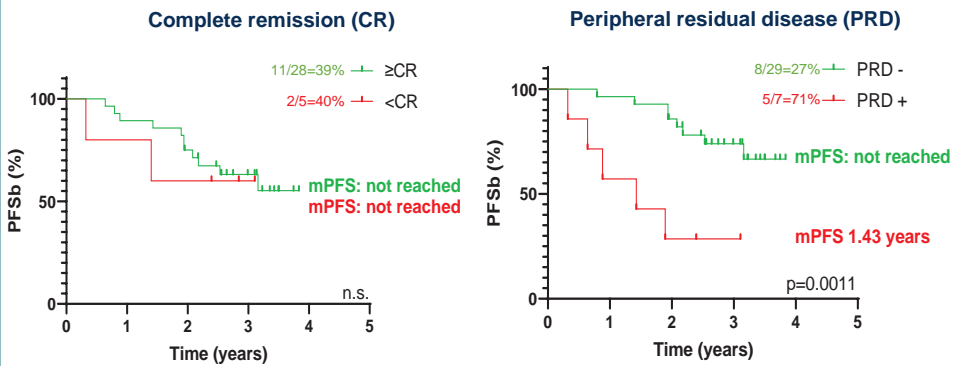 Complete remission (CR)
11/28=39% ≥CR
2/5=40% <CR
100
50
0
PFSb (%)
mPFS: not reached
mPFS: not reached
n.s.
0 1 2 3 4 5
Time (years)
Peripheral residual disease (PRD)
8/29=27% PRD -
5/7=71% PRD +
100
50
0
PFSb (%)
mPFS: not reached
mPFS 1.43 years
p=0.0011
0 1 2 3 4 5
Time (years)